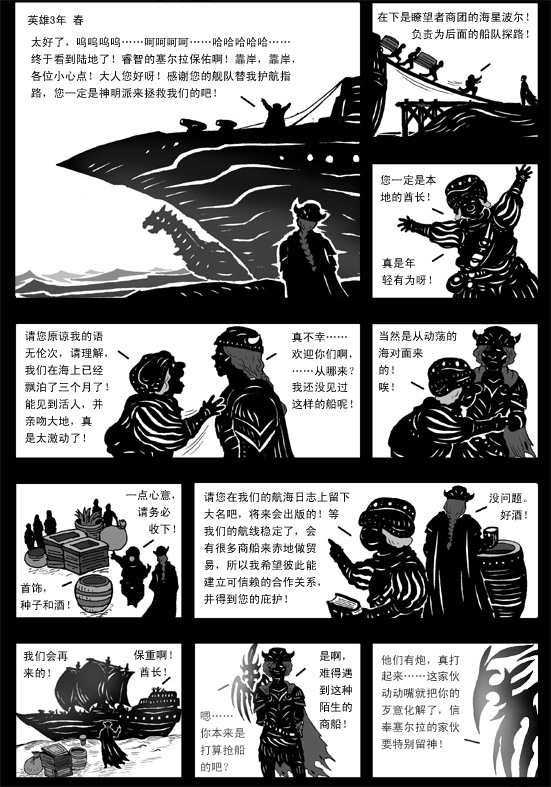 英雄3年 春
太好了，呜呜呜呜……呵呵呵呵……哈哈哈哈哈……
终于看到陆地了！睿智的塞尔拉保佑啊！靠岸，靠岸，
各位小心点！大人您好呀！感谢您的舰队替我护航指
路，您一定是神明派来拯救我们的吧！
在下是瞭望者商团的海星波尔！
负责为后面的船队探路！
您一定是本
地的酋长！
真是年
轻有为呀！
请您原谅我的语
无伦次，请理解，
我们在海上已经
飘泊了三个月了！
能见到活人，并
亲吻大地，真
是太激动了！
真不幸……
欢迎你们啊，
……从哪来？
我还没见过
这样的船呢！
当然是从动荡的
海对面来
的！
唉！
一点心意，
请务必
收下！
首饰，
种子和酒！
请您在我们的航海日志上留下
大名吧，将来会出版的！等
我们的航线稳定了，会
有很多商船来赤地做贸
易，所以我希望彼此能
建立可信赖的合作关系，
并得到您的庇护！
没问题。
好酒！
我们会再
来的！
保重啊！
酋长！
嗯……
你本来是
打算抢船
的吧？
是啊，
难得遇到
这种
陌生的
商船！
他们有炮，真打
起来……这家伙
动动嘴就把你的
歹意化解了，信
奉塞尔拉的家伙
要特别留神！